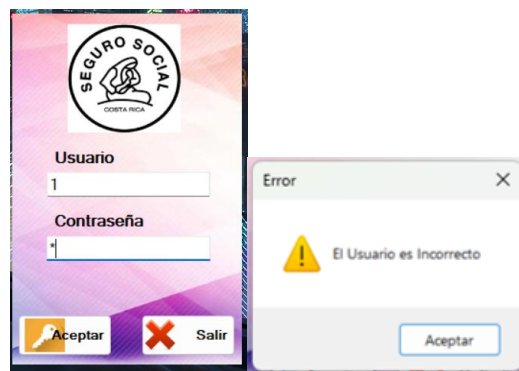 SEGURO SOCIAL
COSTA RICA
Usuario
1
Contraseña
*
Aceptar
Salir
Error
El Usuario es Incorrecto
Aceptar